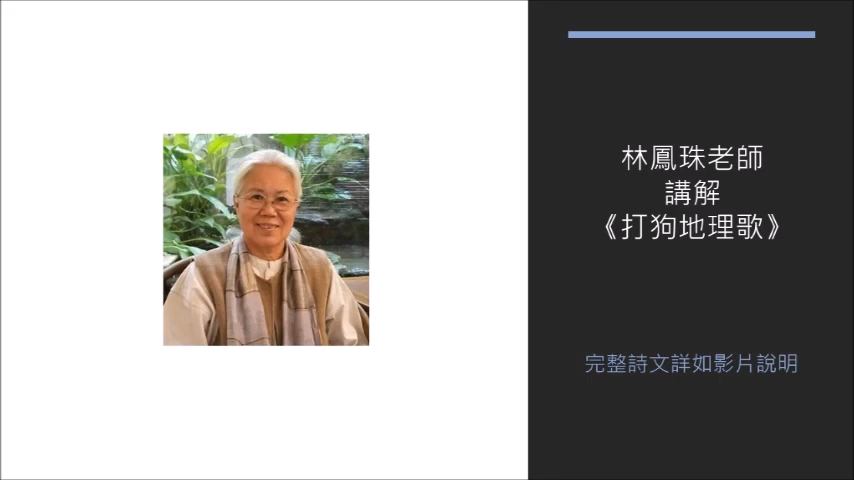 林鳳珠老師
講解
《打狗地理歌》
完整詩文詳如影片說明